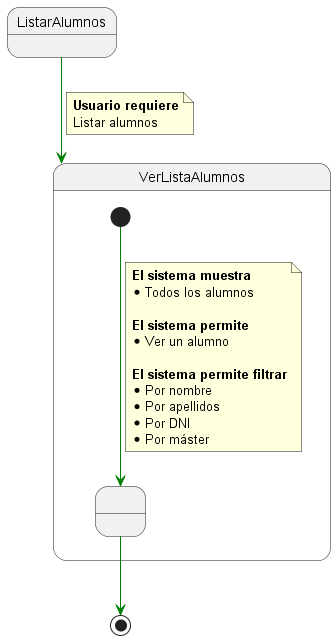 ListarAlumnos
Usuario requiere
Listar alumnos
VerListaAlumnos
El sistema muestra
• Todos los alumnos
El sistema permite
• Ver un alumno
El sistema permite filtrar
• Por nombre
• Por apellidos
• Por DNI
• Por máster